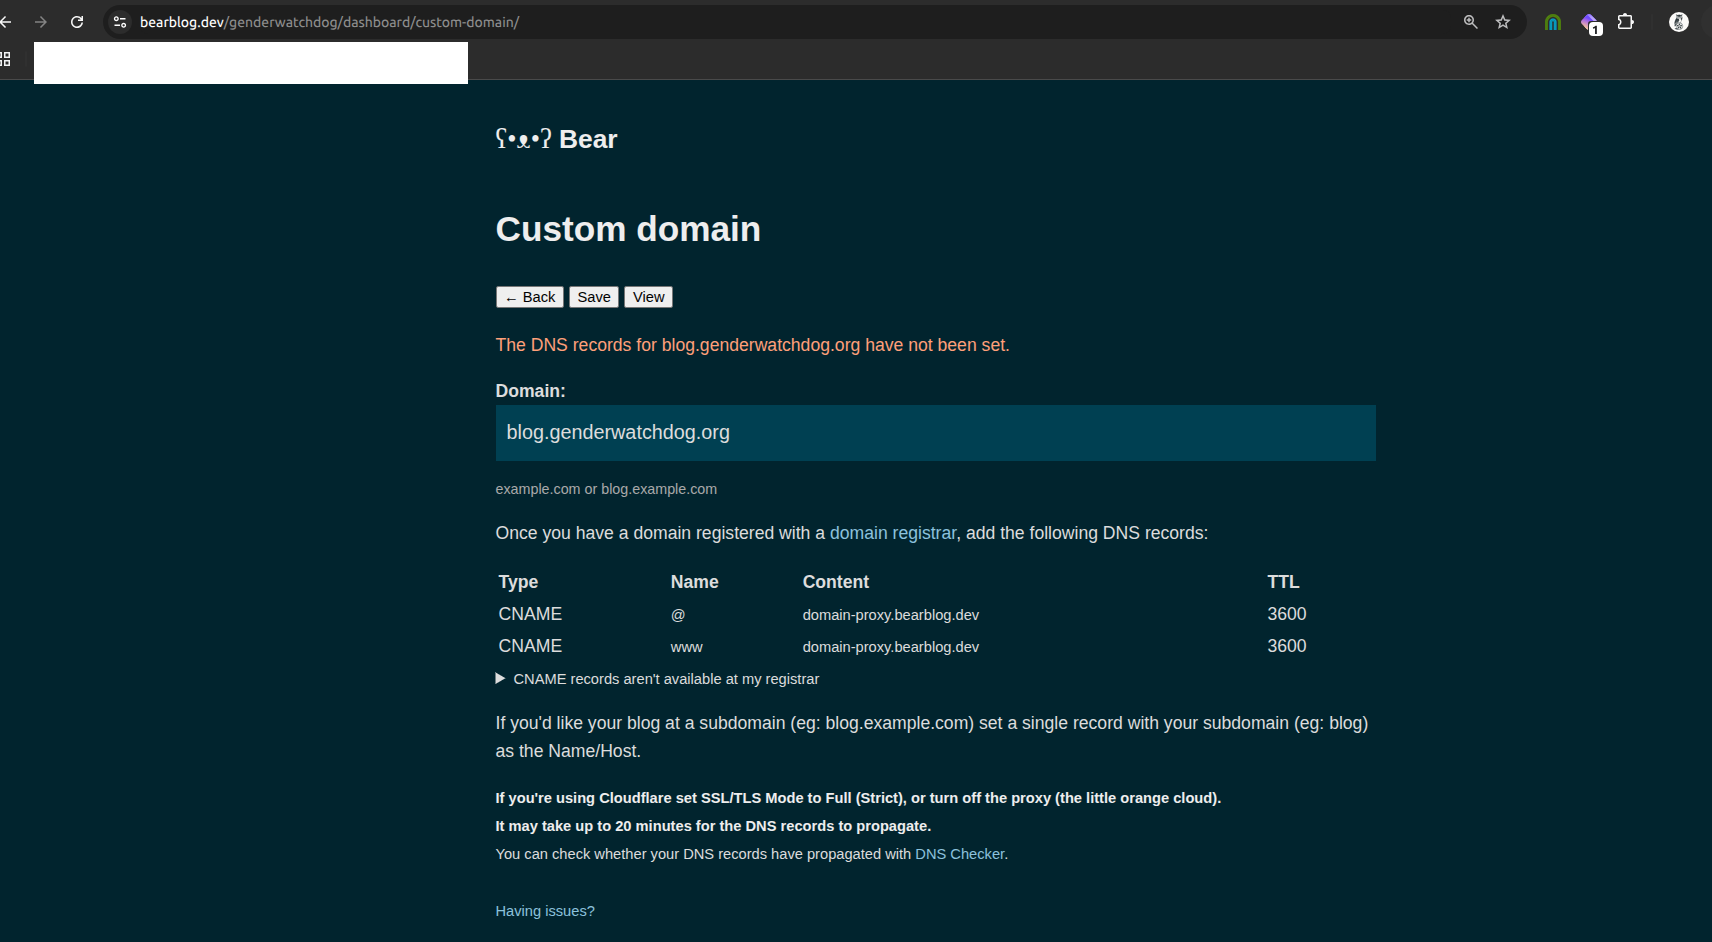 bearblog.dev/genderwatchdog/dashboard/custom-domain/
1
ʕ•ᴥ•ʔ Bear
Custom domain
← Back Save View
The DNS records for blog.genderwatchdog.org have not been set.
Domain:
blog.genderwatchdog.org
example.com or blog.example.com
Once you have a domain registered with a domain registrar, add the following DNS records:
Type Name Content TTL
CNAME @ domain-proxy.bearblog.dev 3600
CNAME www domain-proxy.bearblog.dev 3600
▶ CNAME records aren't available at my registrar
If you'd like your blog at a subdomain (eg: blog.example.com) set a single record with your subdomain (eg: blog)
as the Name/Host.
If you're using Cloudflare set SSL/TLS Mode to Full (Strict), or turn off the proxy (the little orange cloud).
It may take up to 20 minutes for the DNS records to propagate.
You can check whether your DNS records have propagated with DNS Checker.
Having issues?